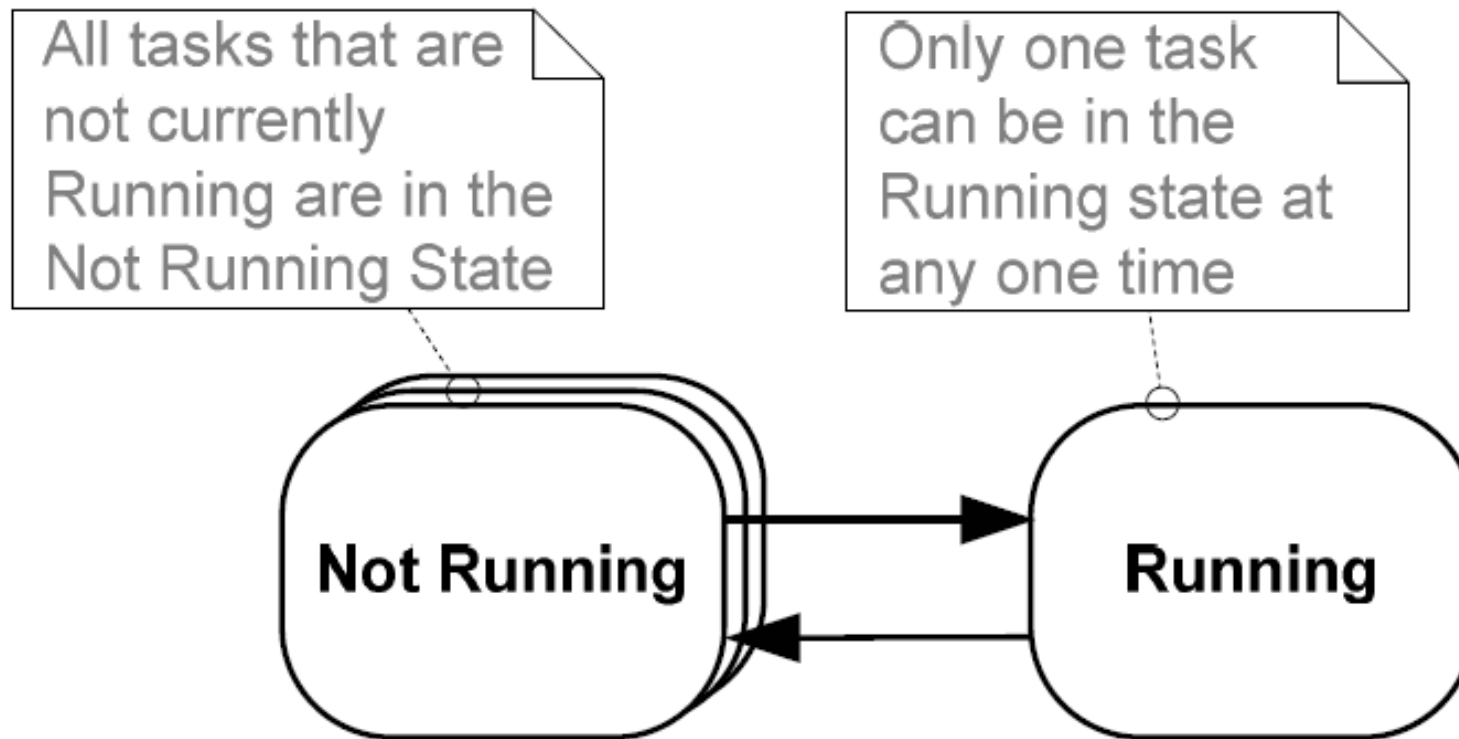 All tasks that are
not currently
Running are in the
Not Running State
Only one task
can be in the
Running state at
any one time
Not Running
Running